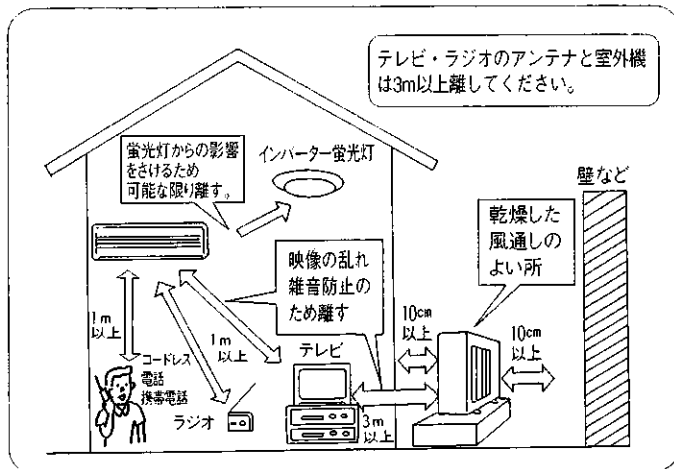 テレビ・ラジオのアンテナと室外機
は3m以上離してください。
蛍光灯からの影響
をさけるため
可能な限り離す。
インバーター蛍光灯
壁など
乾燥した
風通しの
よい所
映像の乱れ
雑音防止の
ため離す
1m
以上
1m
以上
10cm
以上
10cm
以上
コードレス
電話
携帯電話
テレビ
ラジオ
3m
以上